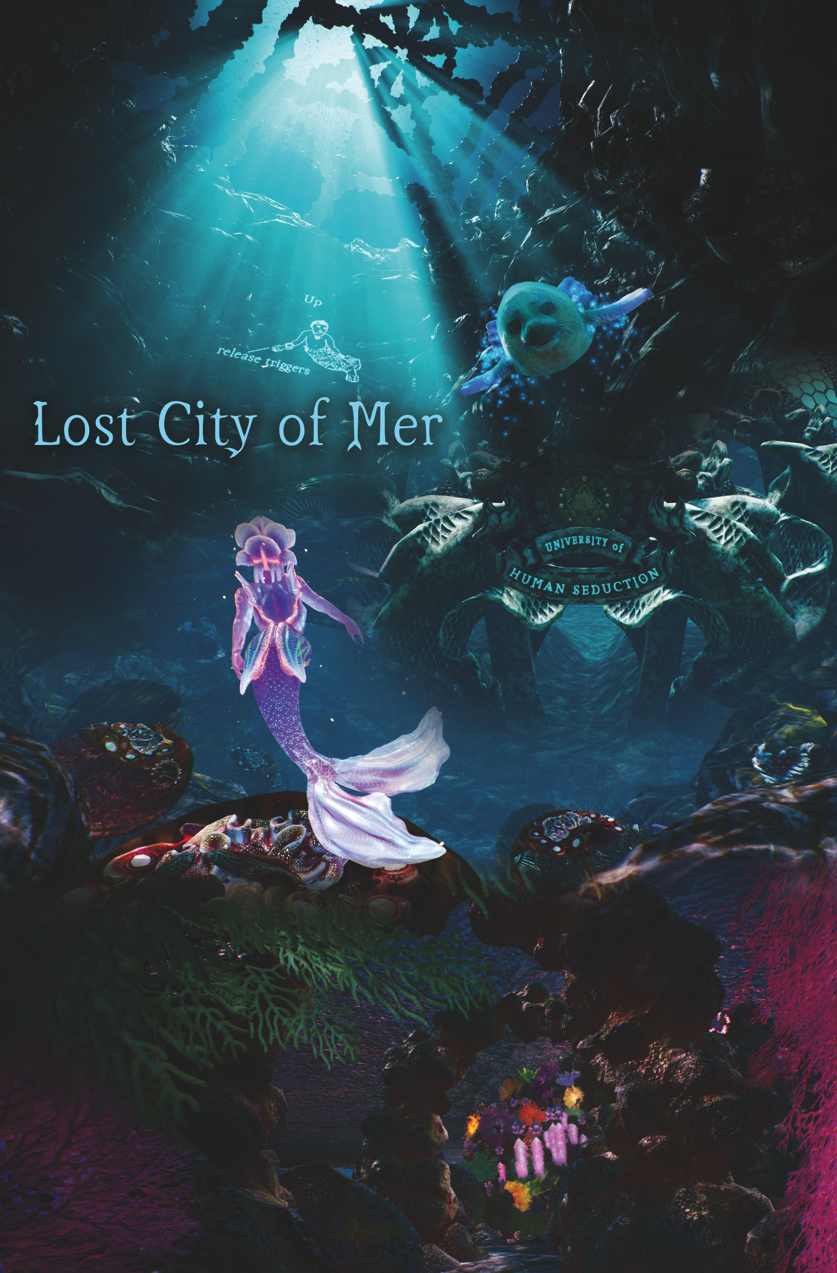 Up
release triggers
Lost City of Mer
UNIVERSITY of
HUMAN SEDUCTION